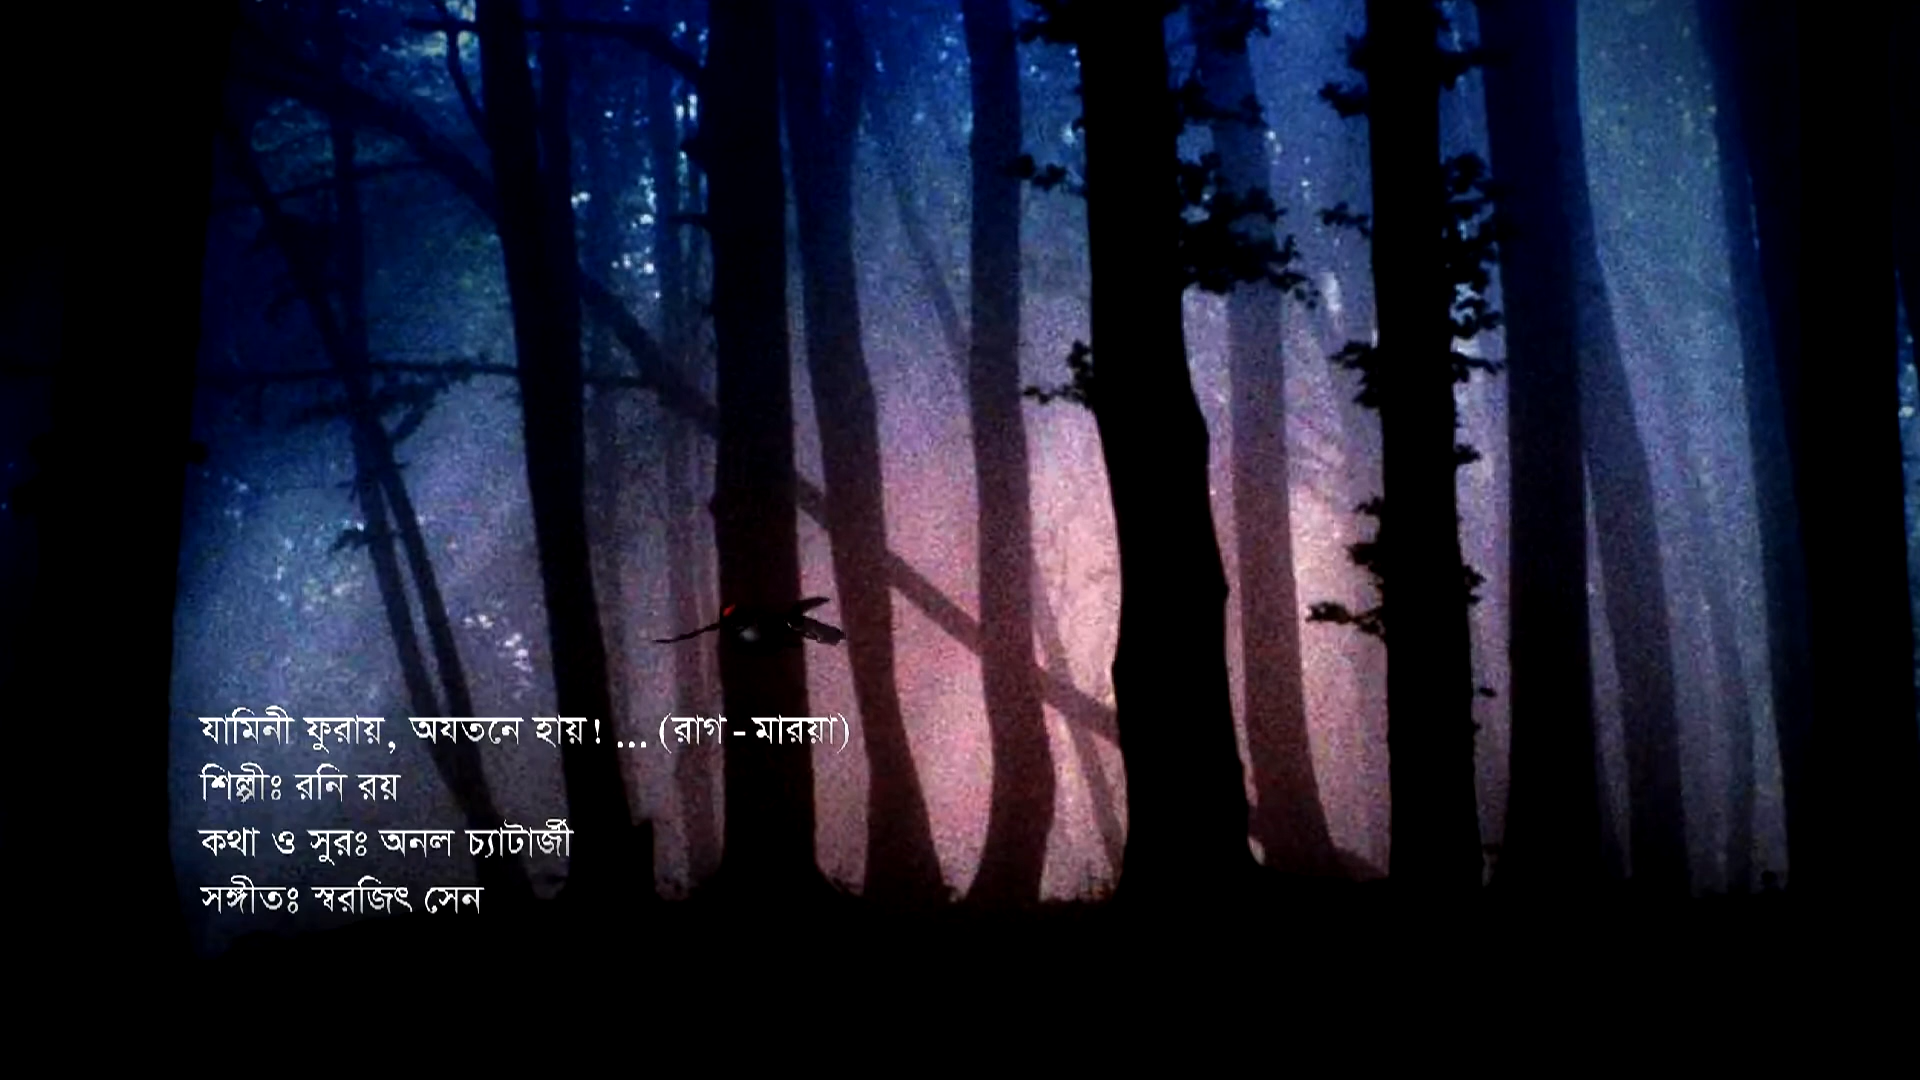 যামিনী ফুরায়, অযতনে হায়! ... (রাগ - মারয়া)
শিল্পীঃ রনি রয়
কথা ও সুরঃ অনল চ্যাটার্জী
সঙ্গীতঃ স্বরজিৎ সেন